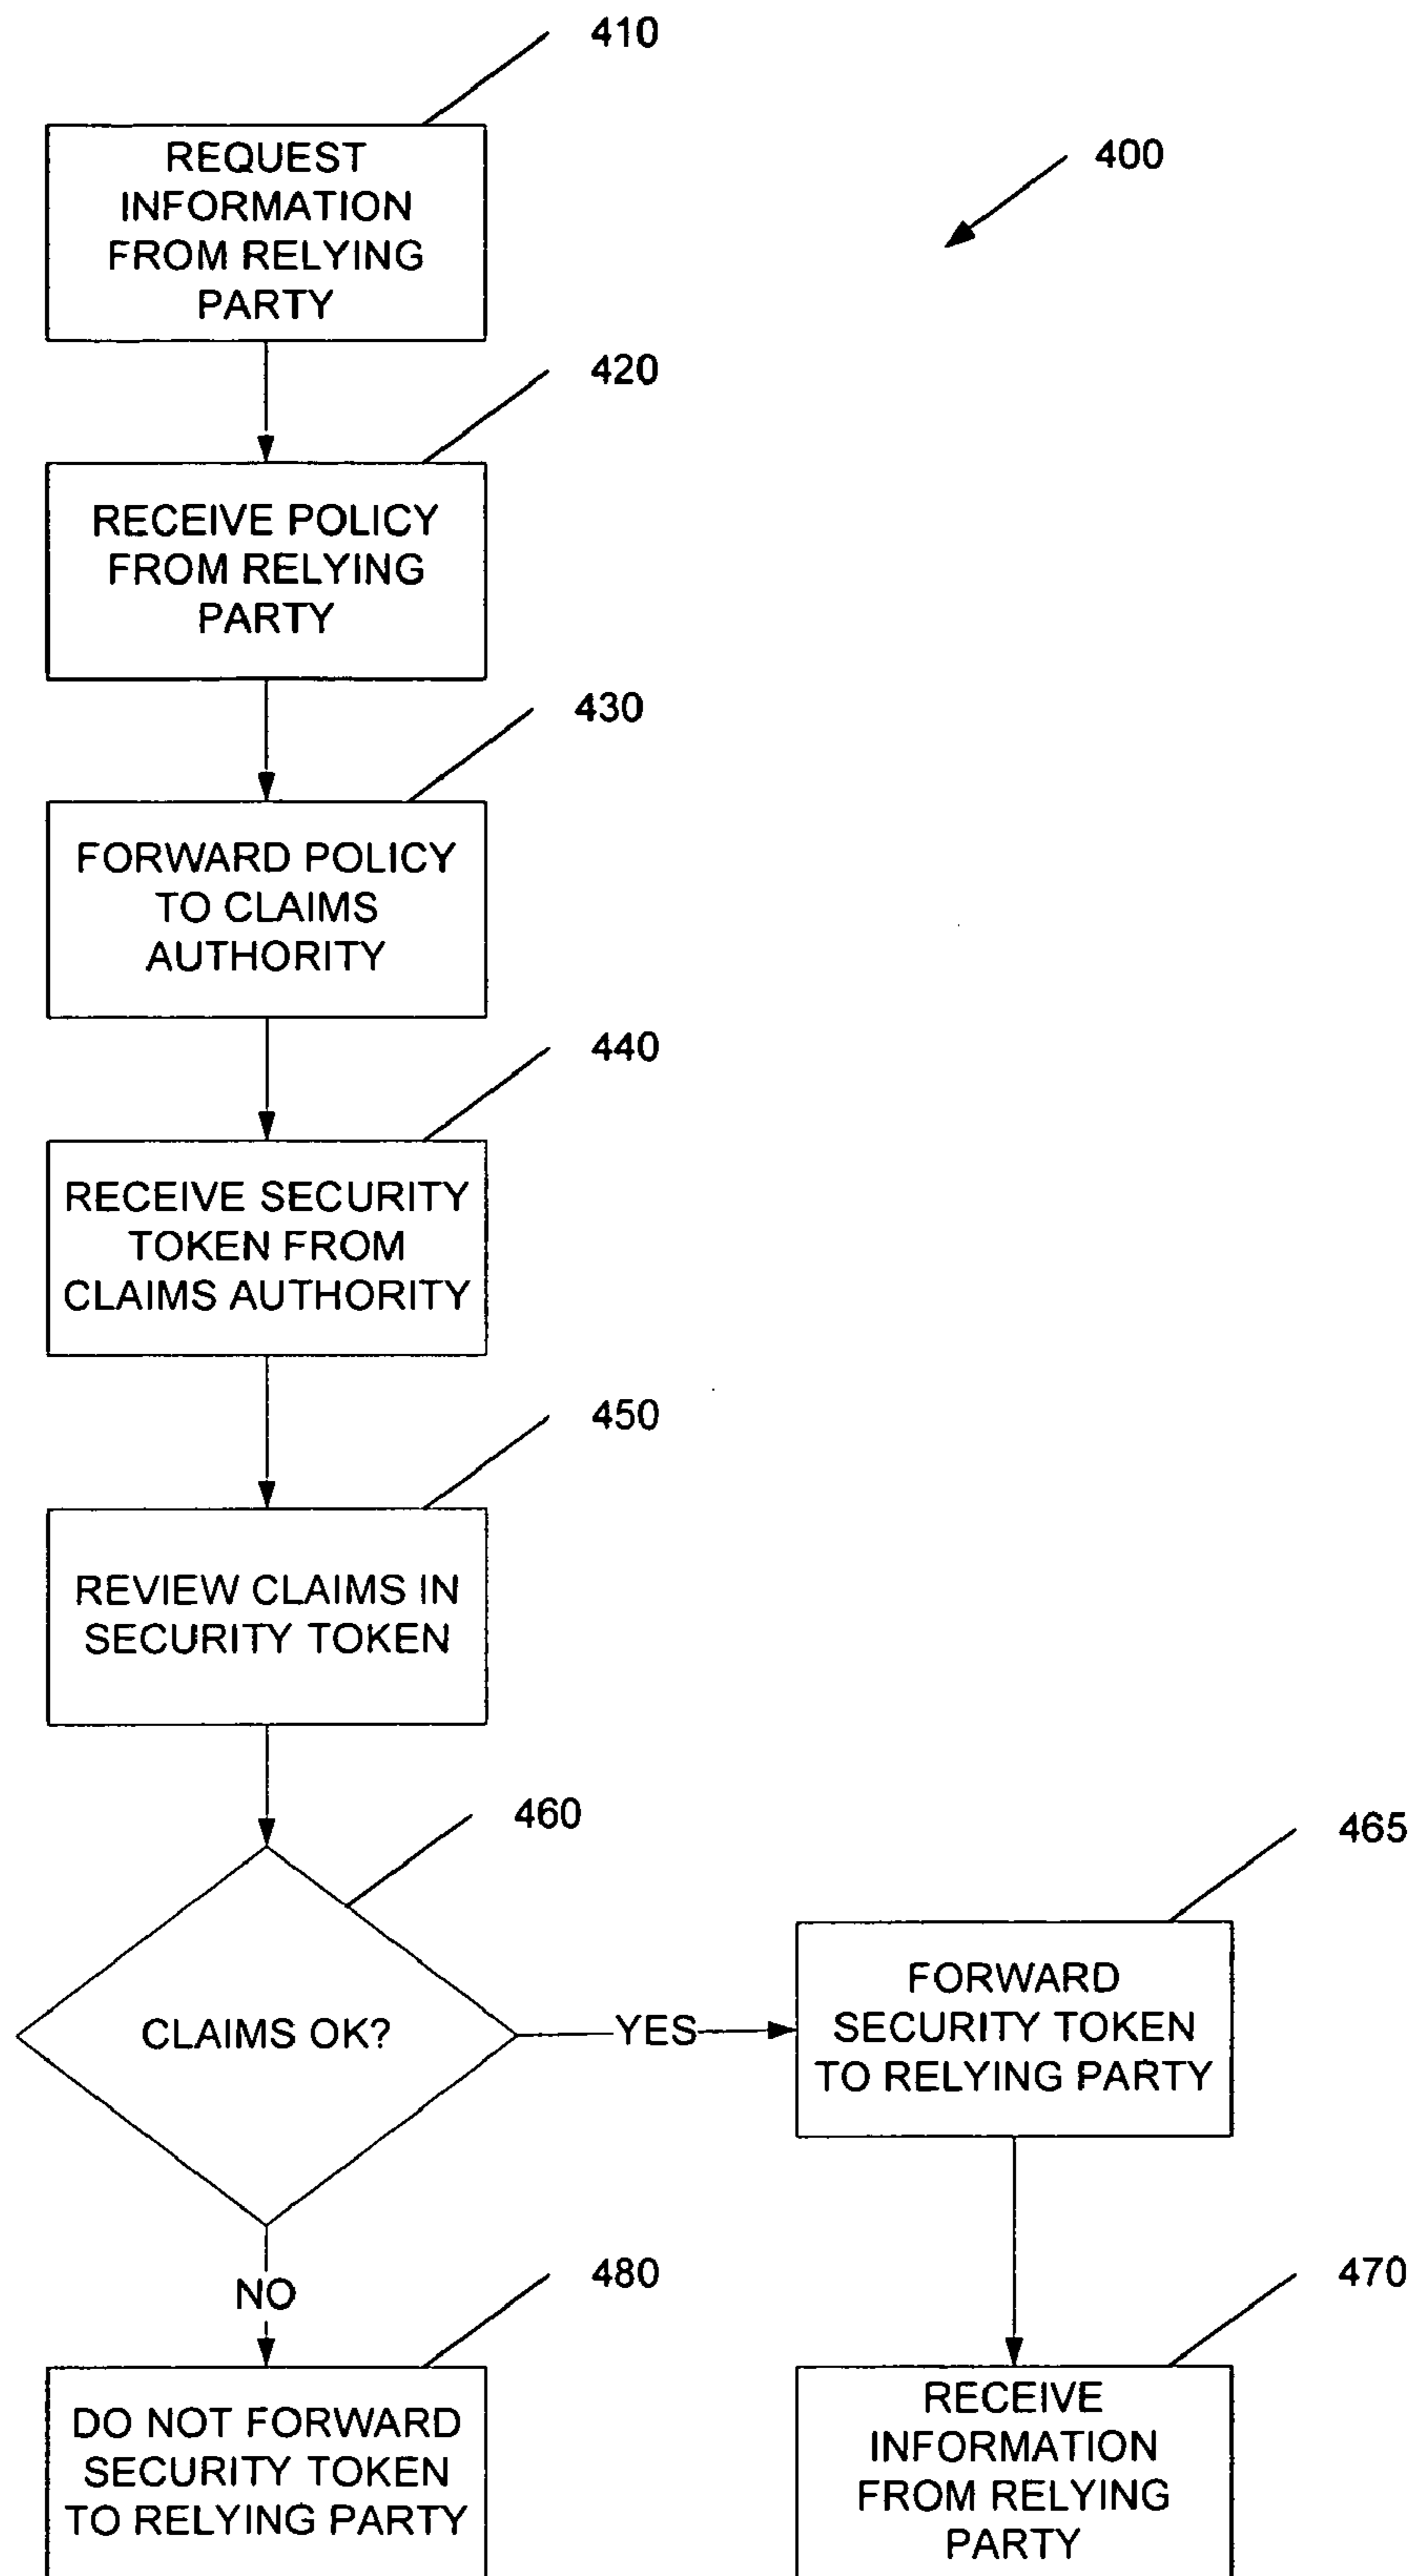 410
REQUEST
INFORMATION
FROM RELYING
PARTY
400
420
RECEIVE POLICY
FROM RELYING
PARTY
430
FORWARD POLICY
TO CLAIMS
AUTHORITY
440
RECEIVE SECURITY
TOKEN FROM
CLAIMS AUTHORITY
450
REVIEW CLAIMS IN
SECURITY TOKEN
460
CLAIMS OK?
YES
465
FORWARD
SECURITY TOKEN
TO RELYING PARTY
NO
480
DO NOT FORWARD
SECURITY TOKEN
TO RELYING PARTY
470
RECEIVE
INFORMATION
FROM RELYING
PARTY